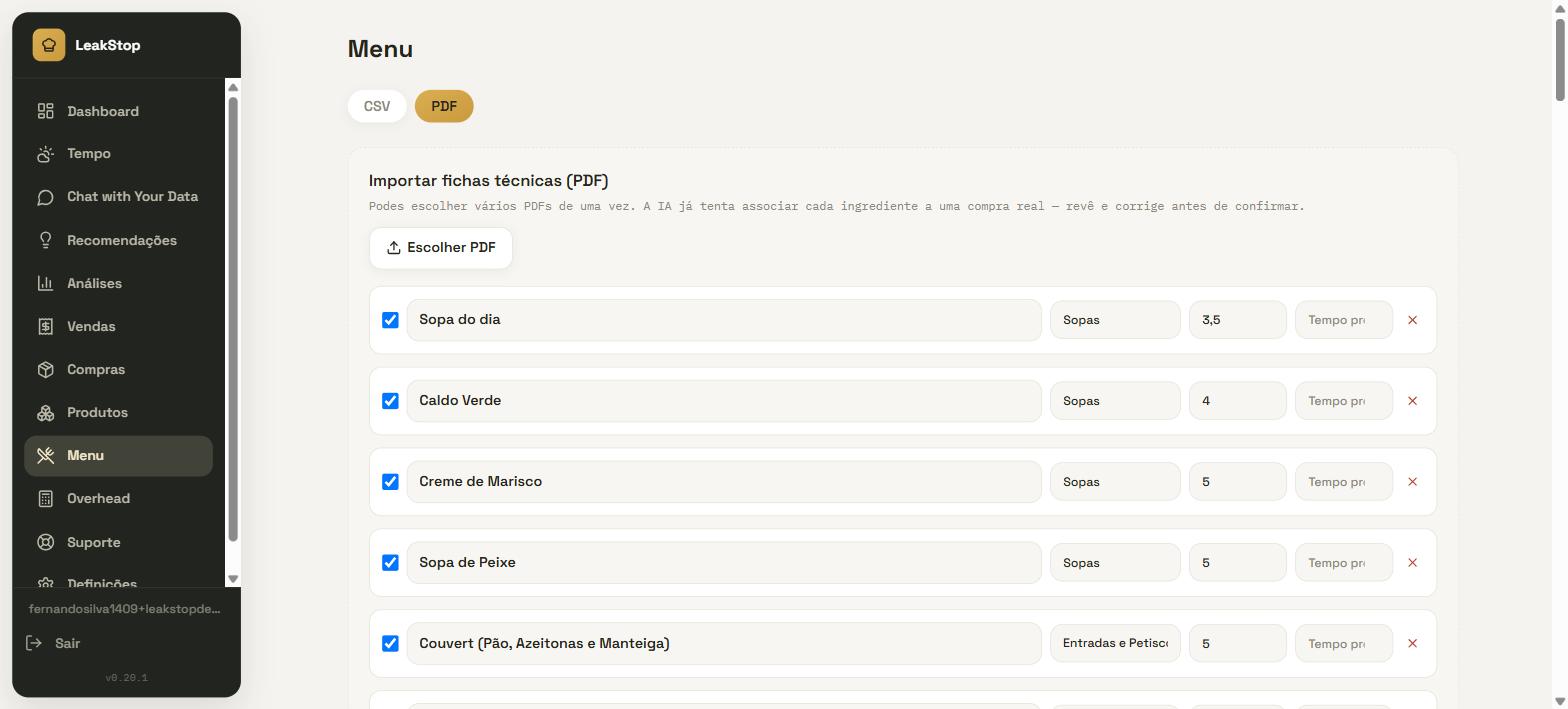 LeakStop
Dashboard
Tempo
Chat with Your Data
Recomendações
Análises
Vendas
Compras
Produtos
Menu
Overhead
Suporte
Definições
fernandosilva1409+leakstopde...
Sair
v0.20.1
Menu
CSV
PDF
Importar fichas técnicas (PDF)
Podes escolher vários PDFs de uma vez. A IA já tenta associar cada ingrediente a uma compra real — revê e corrige antes de confirmar.
Escolher PDF
Sopa do dia
Sopas
3,5
Tempo pr
Caldo Verde
Sopas
4
Tempo pr
Creme de Marisco
Sopas
5
Tempo pr
Sopa de Peixe
Sopas
5
Tempo pr
Couvert (Pão, Azeitonas e Manteiga)
Entradas e Petisc
5
Tempo pr